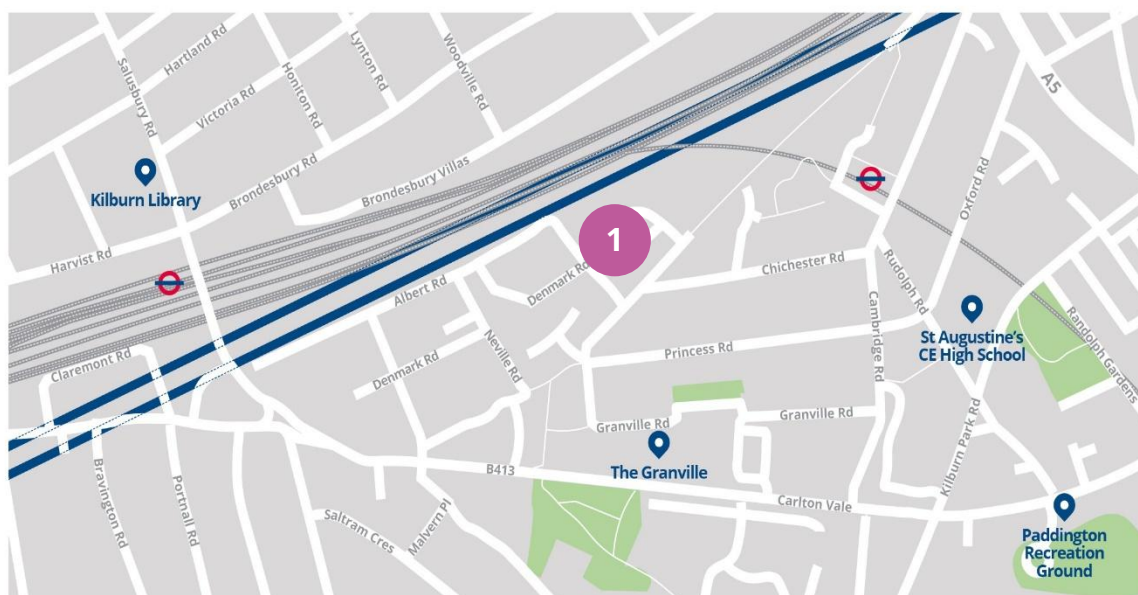 Hartland Rd
Salusbury Rd
Lynton Rd
Woodville Rd
Honiton Rd
Victoria Rd
A5
Kilburn Library
Brondesbury Rd
Brondesbury Villas
Oxford Rd
Harvist Rd
1
Denmark Rd
Chichester Rd
Rudolph Rd
Albert Rd
Cambridge Rd
St Augustine's
CE High School
Randolph Gardens
Claremont Rd
Neville Rd
Princess Rd
Denmark Rd
Granville Rd
Granville Rd
The Granville
Kilburn Park Rd
B413
Carlton Vale
Bravington Rd
Portnall Rd
Saltram Cres
Malvern Pl
Paddington
Recreation
Ground